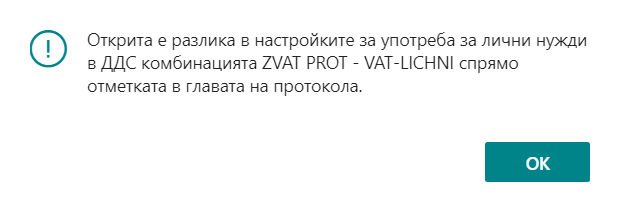 Открита е разлика в настройките за употреба за лични нужди
в ДДС комбинацията ZVAT PROT - VAT-LICHNI спрямо
отметката в главата на протокола.
OK